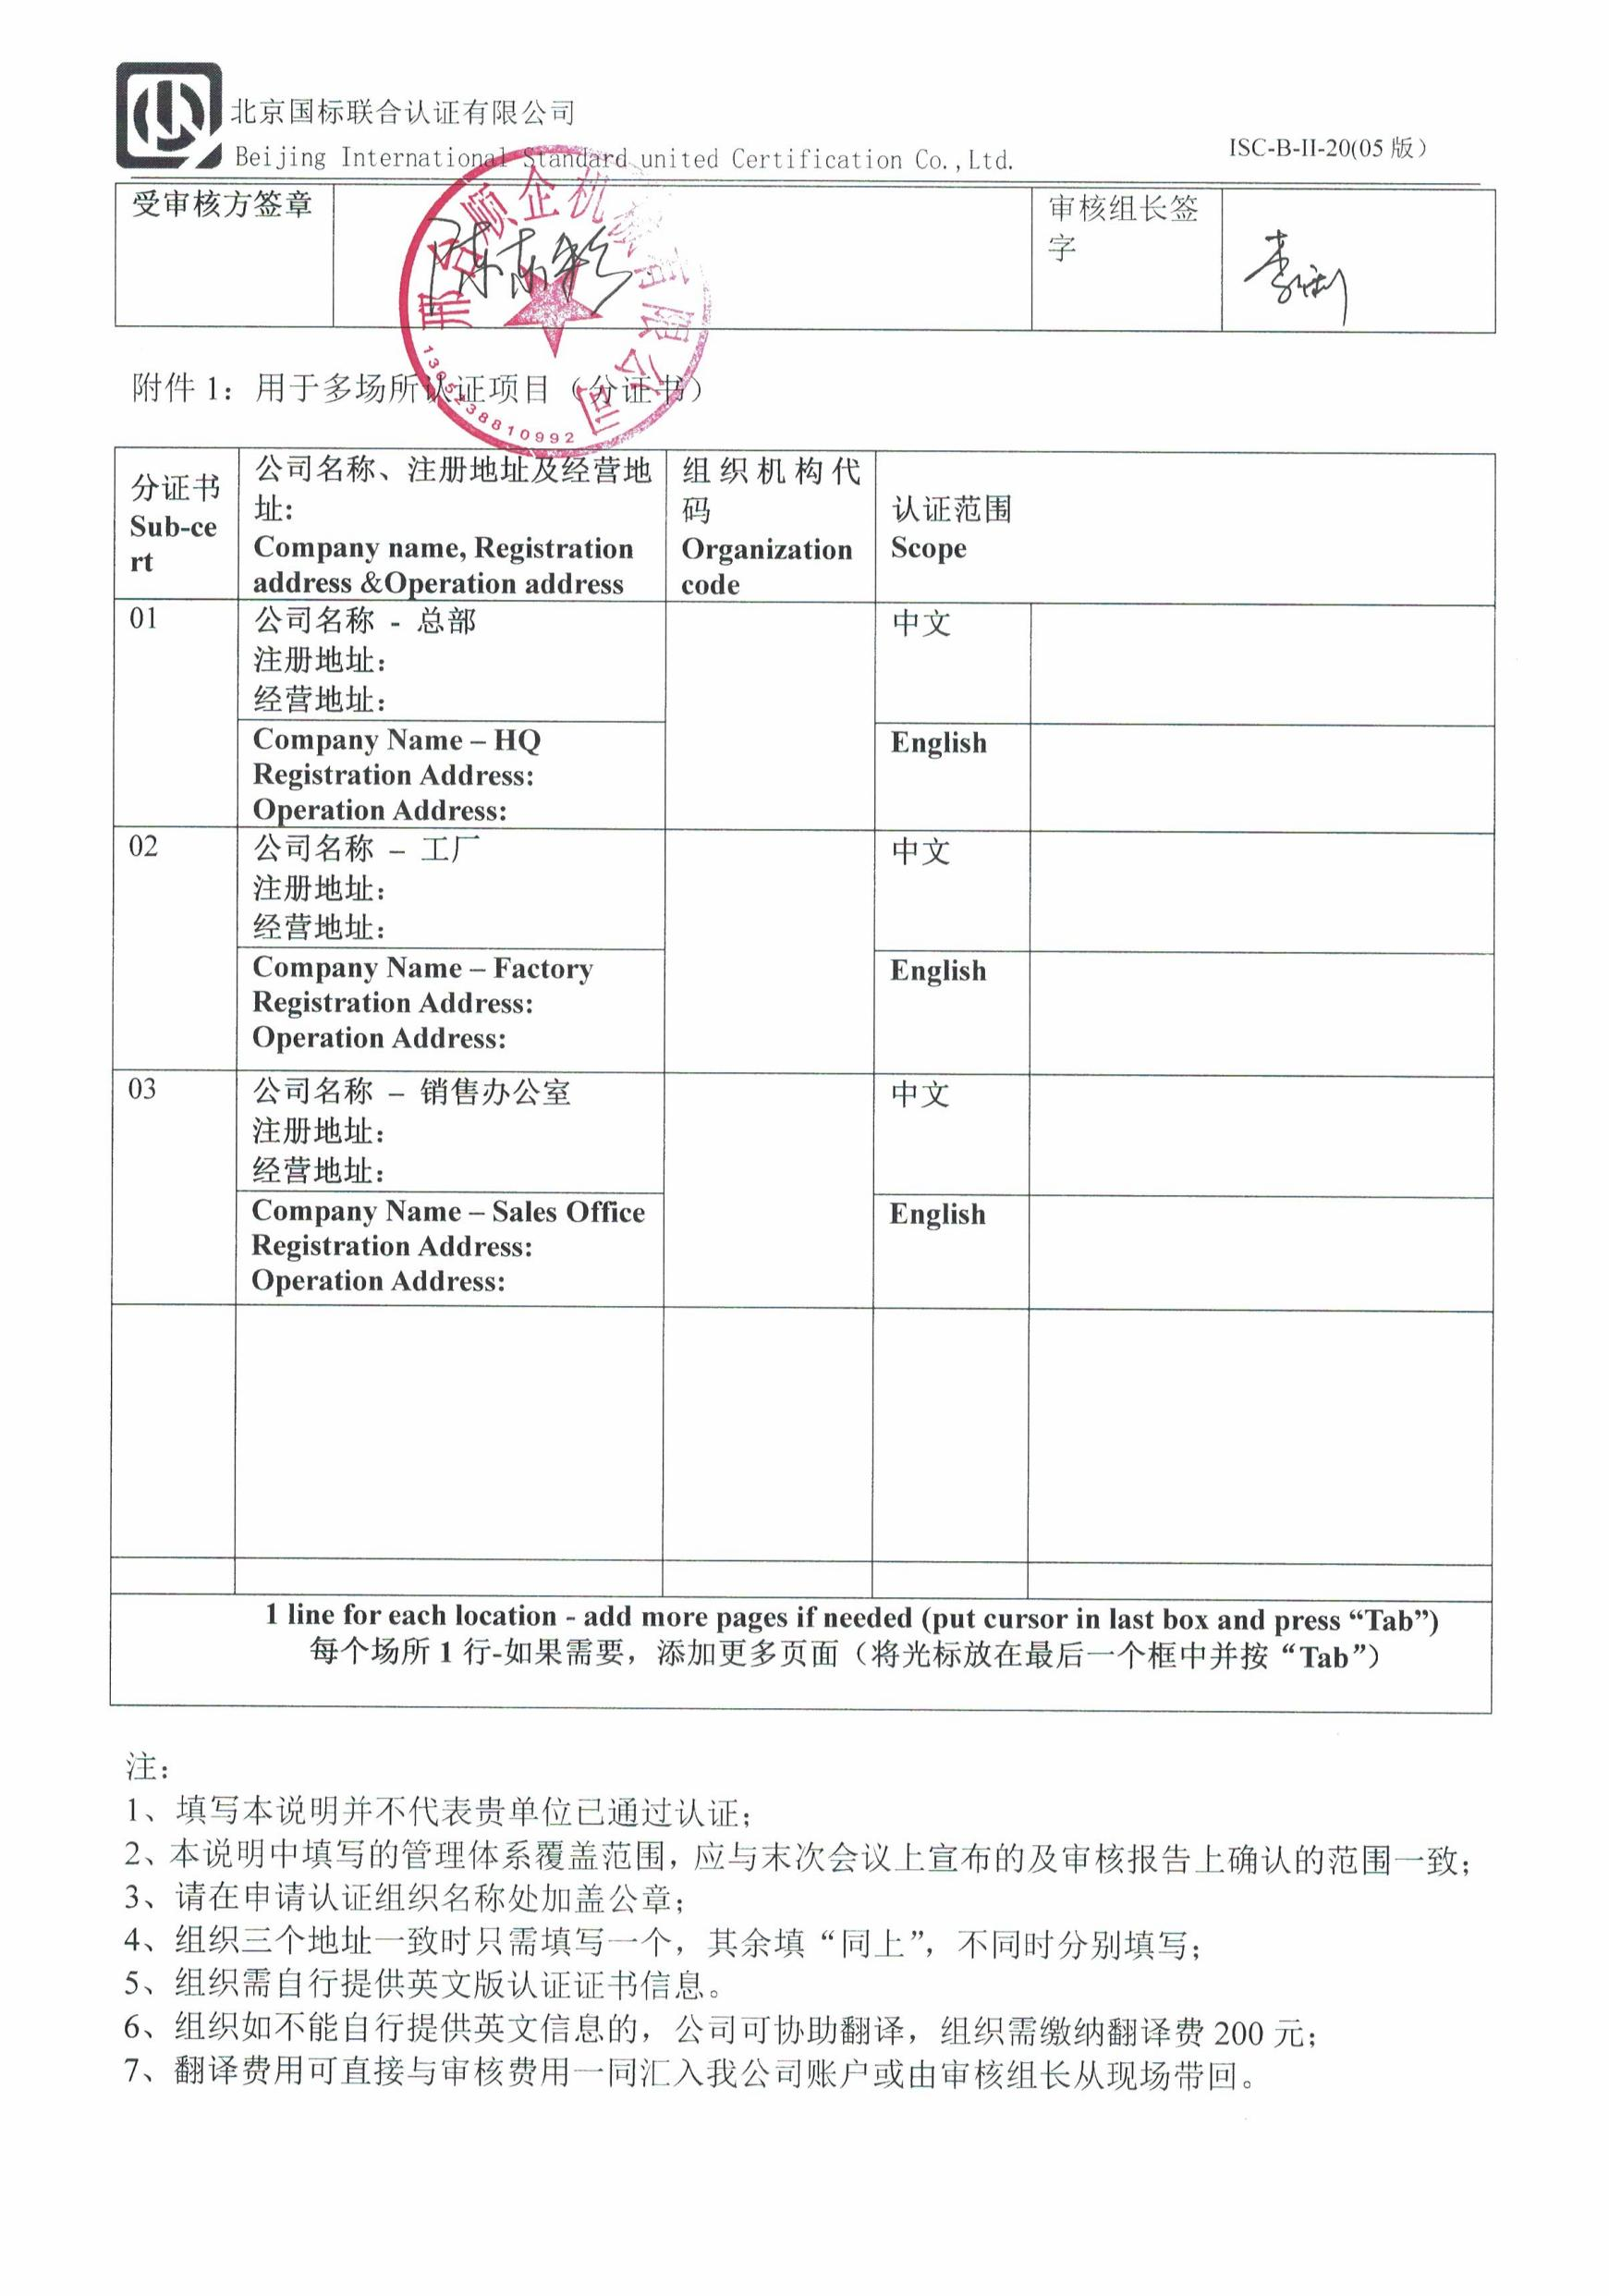 北京国标联合认证有限公司
Beijing International Standard united Certification Co.,Ltd.
ISC-B-II-20(05 版)
受审核方签章
审核组长签
字
邢台顺企机械有限公司
附件 1：用于多场所认证项目（分证书）
分证书
Sub-ce
rt
公司名称、注册地址及经营地
址:
Company name, Registration
address &Operation address
组织机构代
码
Organization
code
认证范围
Scope
01
公司名称 - 总部
注册地址：
经营地址：
中文
Company Name – HQ
Registration Address:
Operation Address:
English
02
公司名称 – 工厂
注册地址：
经营地址：
中文
Company Name – Factory
Registration Address:
Operation Address:
English
03
公司名称 – 销售办公室
注册地址：
经营地址：
中文
Company Name – Sales Office
Registration Address:
Operation Address:
English
1 line for each location - add more pages if needed (put cursor in last box and press “Tab”)
每个场所 1 行-如果需要，添加更多页面（将光标放在最后一个框中并按“Tab”）
注：
1、填写本说明并不代表贵单位已通过认证；
2、本说明中填写的管理体系覆盖范围，应与末次会议上宣布的及审核报告上确认的范围一致；
3、请在申请认证组织名称处加盖公章；
4、组织三个地址一致时只需填写一个，其余填“同上”，不同时分别填写；
5、组织需自行提供英文版认证证书信息。
6、组织如不能自行提供英文信息的，公司可协助翻译，组织需缴纳翻译费 200 元；
7、翻译费用可直接与审核费用一同汇入我公司账户或由审核组长从现场带回。